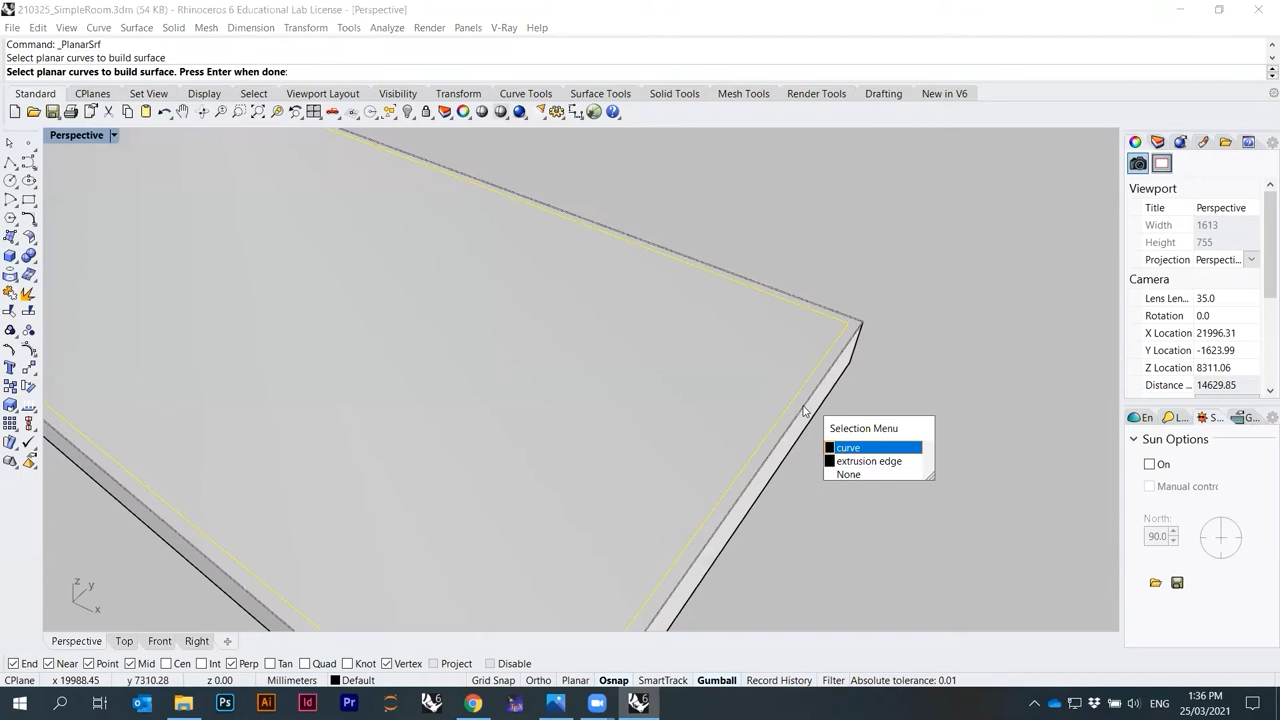 210325_SimpleRoom.3dm (54 KB) - Rhinoceros 6 Educational Lab License - [Perspective]
File Edit View Curve Surface Solid Mesh Dimension Transform Tools Analyze Render Panels V-Ray Help
Command: _PlanarSrf
Select planar curves to build surface
Select planar curves to build surface. Press Enter when done:
Standard CPlanes Set View Display Select Viewport Layout Visibility Transform Curve Tools Surface Tools Solid Tools Mesh Tools Render Tools Drafting New in V6
Perspective
Viewport
Title Perspective
Width 1613
Height 755
Projection Perspecti...
Camera
Lens Len... 35.0
Rotation 0.0
X Location 21996.31
Y Location -1623.99
Z Location 8311.06
Distance ... 14629.85
Selection Menu
curve
extrusion edge
None
En L... S... G...
Sun Options
On
Manual contrc
North:
90.0
z
y
x
Perspective Top Front Right
End Near Point Mid Cen Int Perp Tan Quad Knot Vertex Project Disable
CPlane x 19988.45 y 7310.28 z 0.00 Millimeters Default Grid Snap Ortho Planar Osnap SmartTrack Gumball Record History Filter Absolute tolerance: 0.01
Ps Ai Id Pr 6 6
1:36 PM
25/03/2021